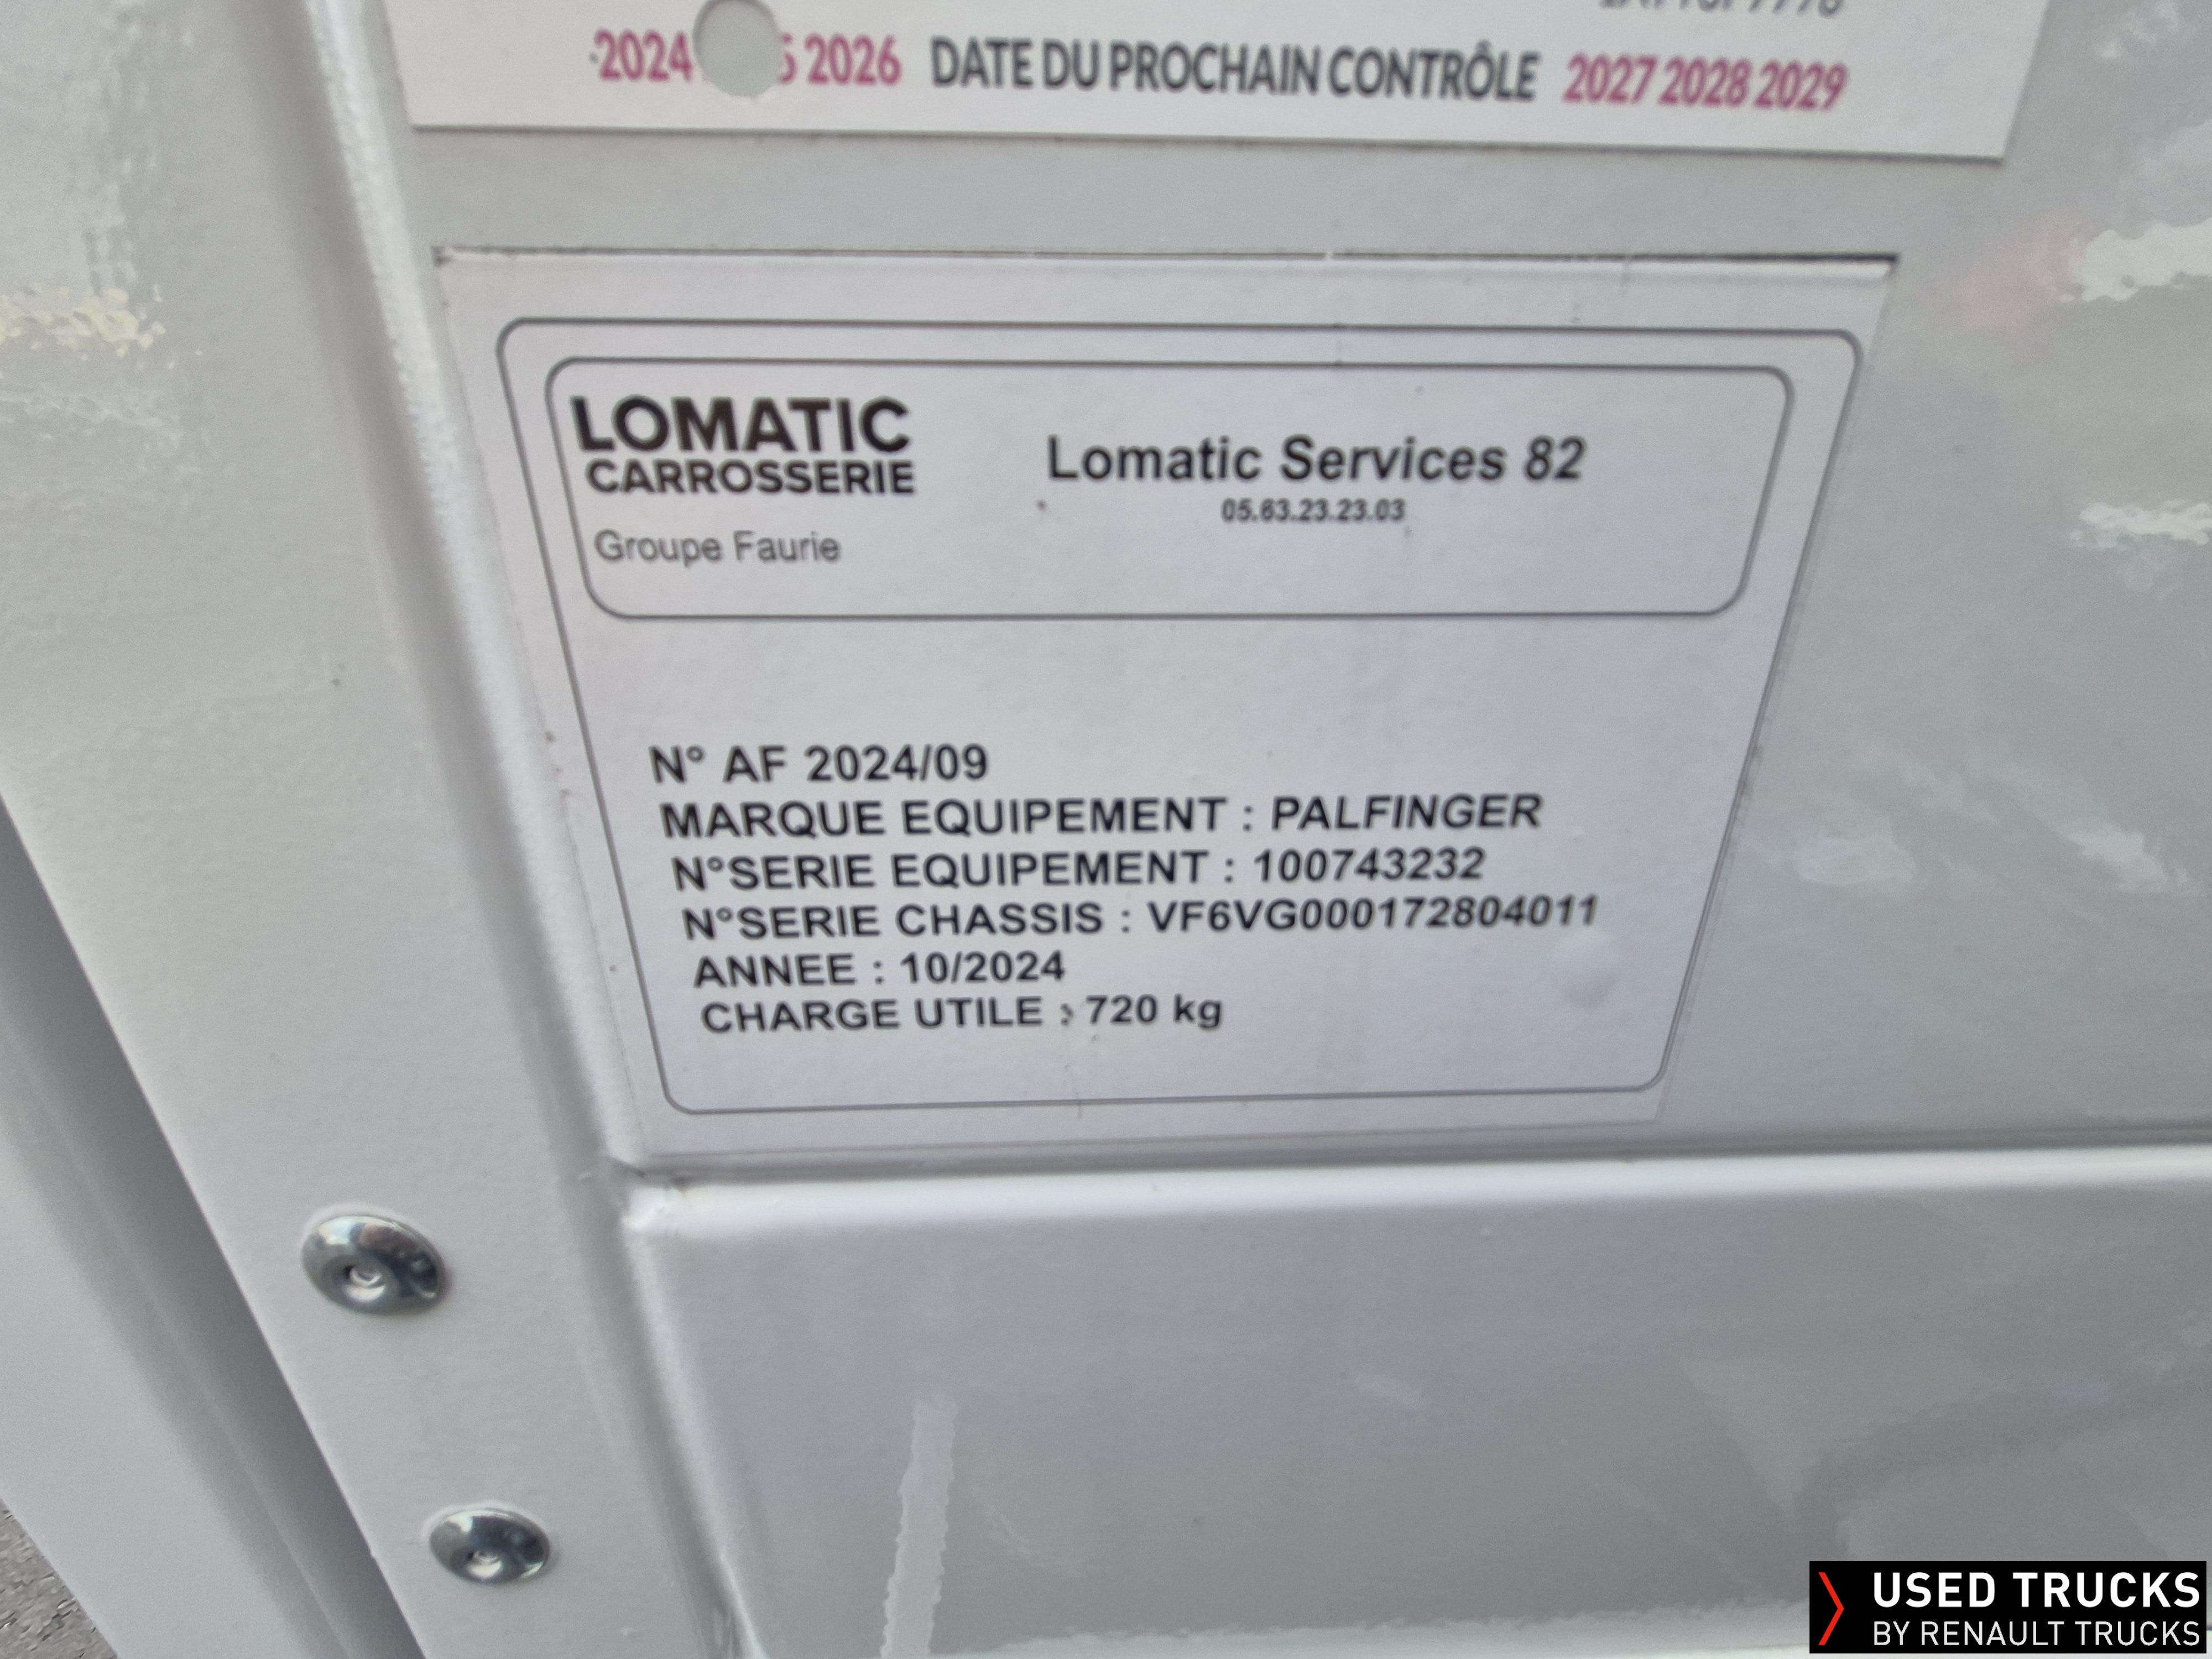 2024 2026 DATE DU PROCHAIN CONTRÔLE 2027 2028 2029
LOMATIC
CARROSSERIE
Groupe Faurie
Lomatic Services 82
05.63.23.23.03
N° AF 2024/09
MARQUE EQUIPEMENT : PALFINGER
N°SERIE EQUIPEMENT : 100743232
N°SERIE CHASSIS : VF6VG000172804011
ANNEE : 10/2024
CHARGE UTILE : 720 kg
USED TRUCKS
BY RENAULT TRUCKS